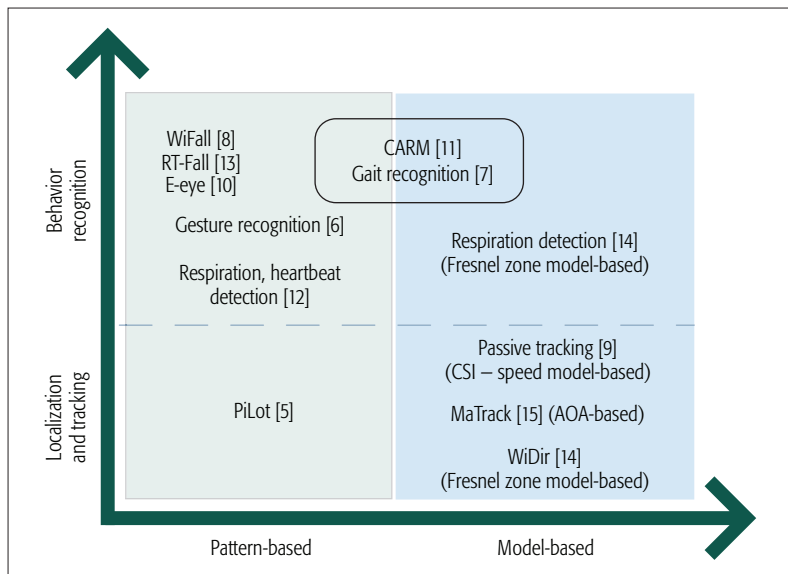 Behavior
recognition
WiFall [8]
RT-Fall [13]
E-eye [10]
Gesture recognition [6]
Respiration, heartbeat
detection [12]
CARM [11]
Gait recognition [7]
Respiration detection [14]
(Fresnel zone model-based)
Localization
and tracking
PiLot [5]
Passive tracking [9]
(CSI – speed model-based)
MaTrack [15] (AOA-based)
WiDir [14]
(Fresnel zone model-based)
Pattern-based
Model-based